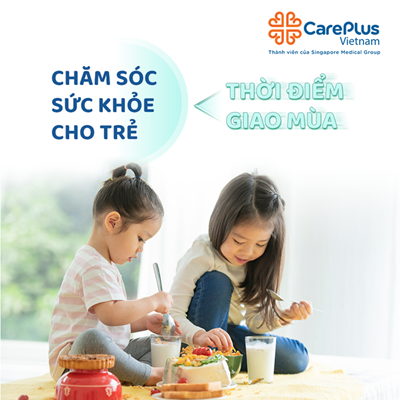 CarePlus
Vietnam
Thành viên của Singapore Medical Group
CHĂM SÓC
SỨC KHỎE
CHO TRẺ
THỜI ĐIỂM
GIAO MÙA